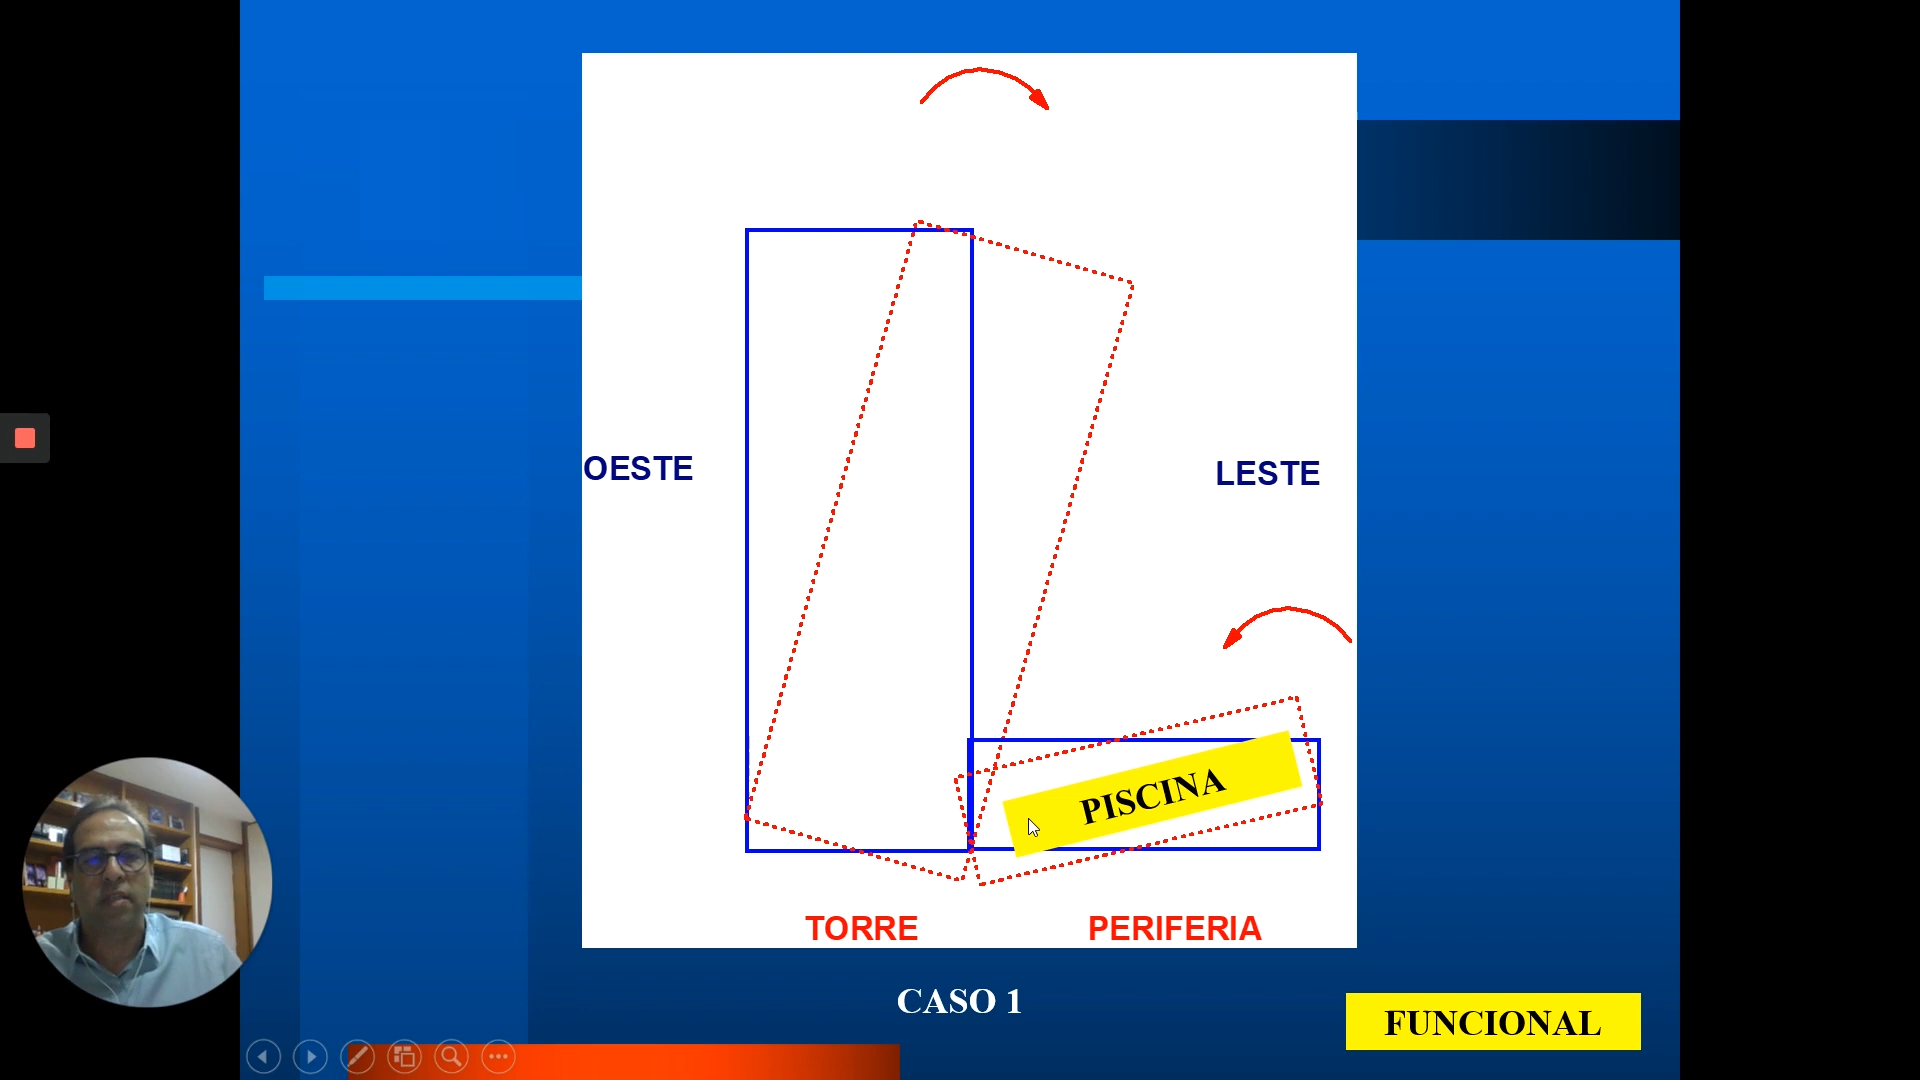 OESTE
LESTE
PISCINA
TORRE
PERIFERIA
CASO 1
FUNCIONAL